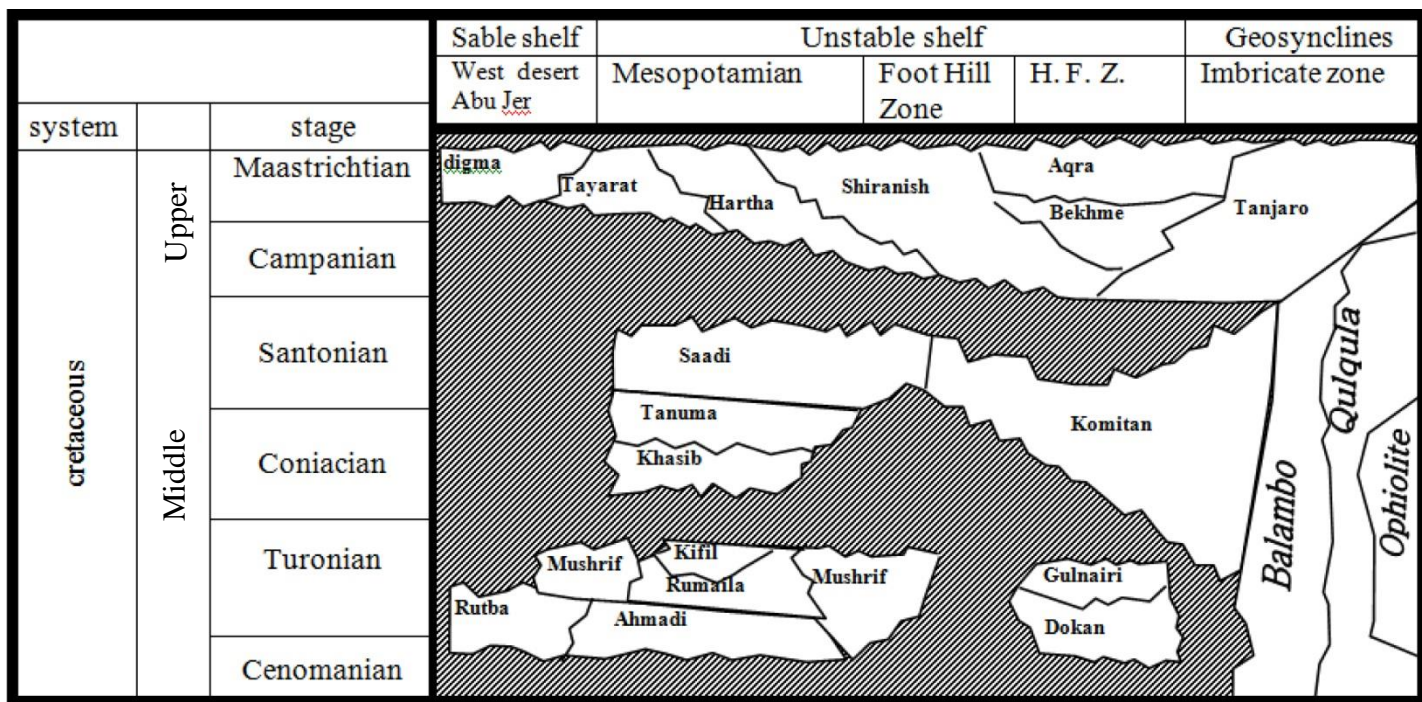 Sable shelf
Unstable shelf
Geosynclines
West desert
Abu Jer
Mesopotamian
Foot Hill
Zone
H. F. Z.
Imbricate zone
system
stage
cretaceous
Upper
Middle
Maastrichtian
Campanian
Santonian
Coniacian
Turonian
Cenomanian
digma
Tayarat
Hartha
Shiranish
Aqra
Bekhme
Tanjaro
Saadi
Tanuma
Khasib
Komitan
Qulqula
Balambo
Ophiolite
Mushrif
Kifil
Rumaila
Mushrif
Gulnairi
Rutba
Ahmadi
Dokan